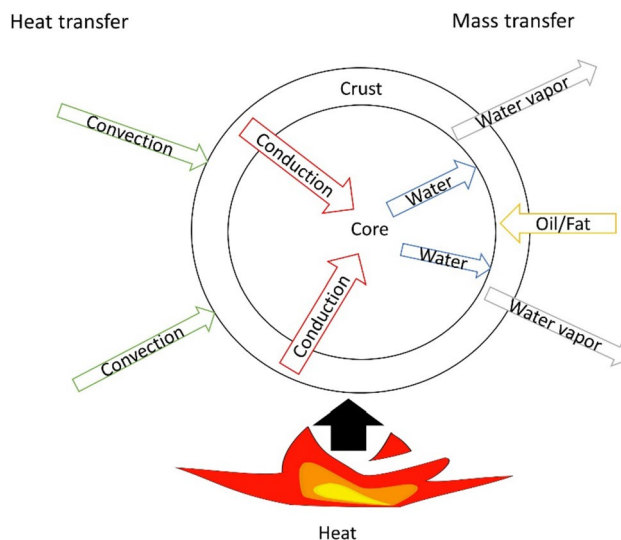 Heat transfer
Mass transfer
Crust
Water vapor
Convection
Conduction
Water
Core
Oil/Fat
Water
Conduction
Convection
Water vapor
Heat